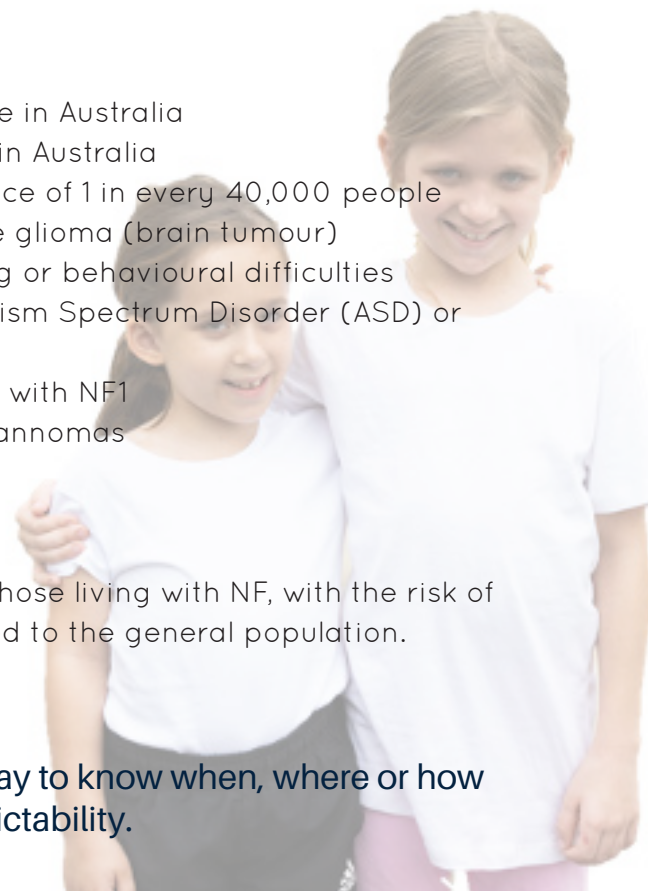 e in Australia
in Australia
ce of 1 in every 40,000 people
e glioma (brain tumour)
g or behavioural difficulties
ism Spectrum Disorder (ASD) or
with NF1
annomas
hose living with NF, with the risk of
d to the general population.
ay to know when, where or how
ictability.